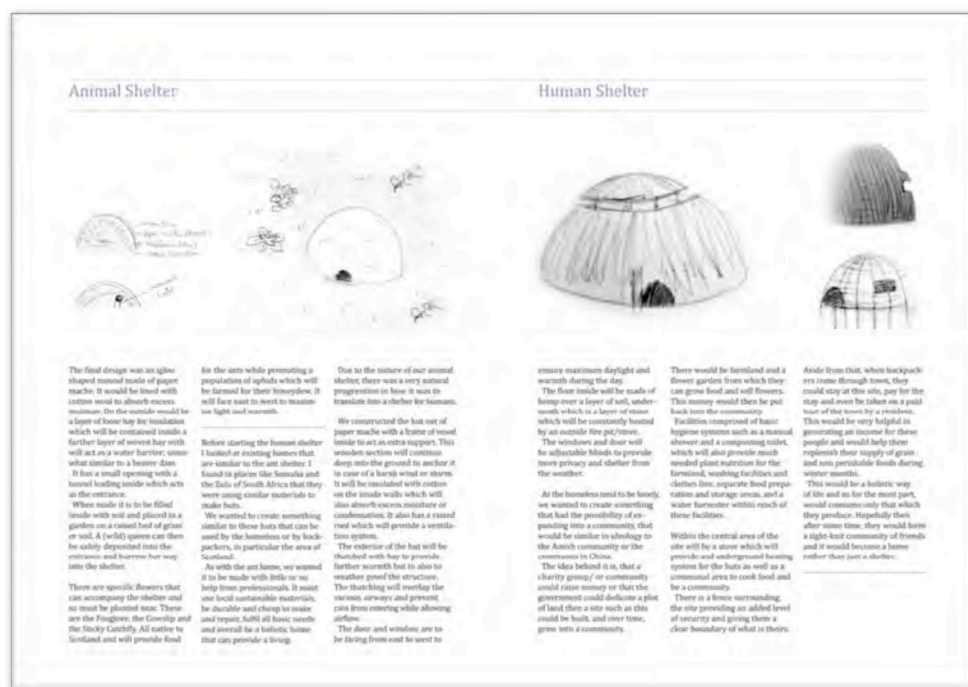 Animal Shelter
Human Shelter
The final design was an igloo
shaped mound made of paper
mache. It would be lined with
cotton wool to absorb excess
moisture. On the outside would be
a layer of loose hay for insulation
which will be contained inside a
further layer of woven hay with
will act as a water barrier; some-
what similar to a beaver dam.
It has a small opening with a
tunnel leading inside which acts
as the entrance.
When made it is to be filled
inside with soil and placed in a
garden on a raised bed of grass
or soil. A (wild) queen can then
be safely deposited into the
entrance and burrow her way
into the shelter.
There are specific flowers that
can accompany the shelter and
so must be planted near. These
are the Foxglove, the Cowslip and
the Sticky Catchfly. All native to
Scotland and will provide food
for the ants while promoting a
population of aphids which will
be farmed for their honeydew. It
will face east to west to maxim-
ise light and warmth.
Before starting the human shelter
I looked at existing homes that
are similar to the ant shelter. I
found in places like Somalia and
the Zulu of South Africa that they
were using similar materials to
make huts.
We wanted to create something
similar to these huts that can be
used by the homeless or by back-
packers, in particular the area of
Scotland.
As with the ant home, we wanted
it to be made with little or no
help from professionals. It must
use local sustainable materials,
be durable and cheap to make
and repair, fulfil all basic needs
and overall be a holistic home
that can provide a living.
Due to the nature of our animal
shelter, there was a very natural
progression in how it was to
translate into a shelter for humans.
We constructed the hut out of
paper mache with a frame of wood
inside to act as extra support. This
wooden section will continue
deep into the ground to anchor it
in case of a harsh wind or storm.
It will be insulated with cotton
on the inside walls which will
also absorb excess moisture or
condensation. It also has a raised
roof which will provide a ventila-
tion system.
The exterior of the hut will be
thatched with hay to provide
further warmth but to also to
weather proof the structure.
The thatching will overlap the
various airways and prevent
rain from entering while allowing
airflow.
The door and window are to
be facing from east to west to
ensure maximum daylight and
warmth during the day.
The floor inside will be made of
hemp over a layer of soil, under-
neath which is a layer of stone
which will be constantly heated
by an outside fire pit/stove.
The windows and door will
be adjustable blinds to provide
more privacy and shelter from
the weather.
As the homeless tend to be lonely,
we wanted to create something
that had the possibility of ex-
panding into a community, that
would be similar in ideology to
the Amish community or the
communes in China.
The idea behind it is, that a
charity group/ or community
could raise money or that the
government could dedicate a plot
of land then a site such as this
could be built, and over time,
grow into a community.
There would be farmland and a
flower garden from which they
can grow food and sell flowers.
This money would then be put
back into the community.
Facilities comprised of basic
hygiene systems such as a manual
shower and a composting toilet,
which will also provide much
needed plant nutrition for the
farmland, washing facilities and
clothes line, separate food prepa-
ration and storage areas, and a
water harvester within reach of
these facilities.
Within the central area of the
site will be a stove which will
provide and underground heating
system for the huts as well as a
communal area to cook food and
be a community.
There is a fence surrounding
the site providing an added level
of security and giving them a
clear boundary of what is theirs.
Aside from that, when backpack-
ers come through town, they
could stay at this site, pay for the
stay and even be taken on a paid
tour of the town by a resident.
This would be very helpful in
generating an income for these
people and would help them
replenish their supply of grain
and non perishable foods during
winter months.
This would be a holistic way
of life and so for the most part,
would consume only that which
they produce. Hopefully then
after some time, they would form
a tight-knit community of friends
and it would become a home
rather than just a shelter.